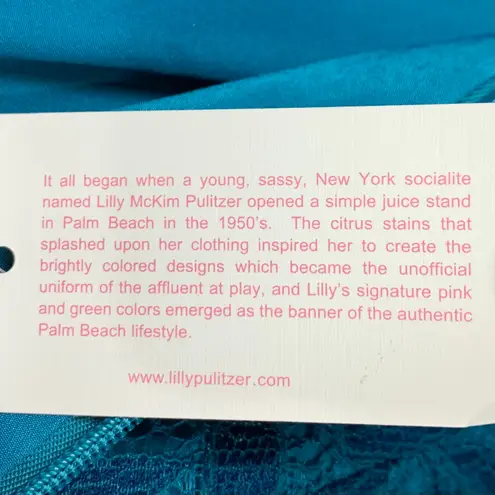 It all began when a young, sassy, New York socialite
named Lilly McKim Pulitzer opened a simple juice stand
in Palm Beach in the 1950's. The citrus stains that
splashed upon her clothing inspired her to create the
brightly colored designs which became the unofficial
uniform of the affluent at play, and Lilly's signature pink
and green colors emerged as the banner of the authentic
Palm Beach lifestyle.
www.lillypulitzer.com